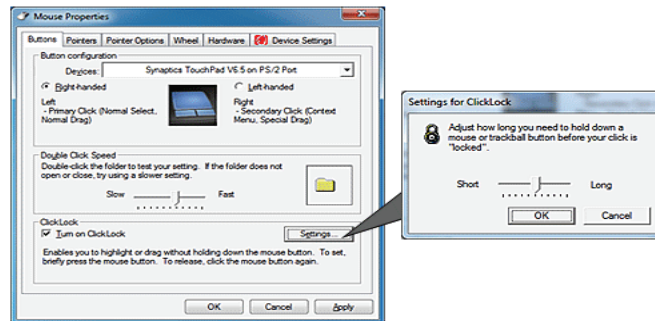 Mouse Properties
Buttons Pointers Pointer Options Wheel Hardware Device Settings
Button configuration
Devices: Synaptics TouchPad V6.5 on PS/2 Port
Right-handed Left-handed
Left
- Primary Click (Normal Select,
Normal Drag)
Right
- Secondary Click (Context
Menu, Special Drag)
Double Click Speed
Double-click the folder to test your setting. If the folder does not
open or close, try using a slower setting.
Slow Fast
ClickLock
Turn on ClickLock Settings...
Enables you to highlight or drag without holding down the mouse button. To set,
briefly press the mouse button. To release, click the mouse button again.
OK Cancel Apply
Settings for ClickLock
Adjust how long you need to hold down a
mouse or trackball button before your click is
"locked".
Short Long
OK Cancel